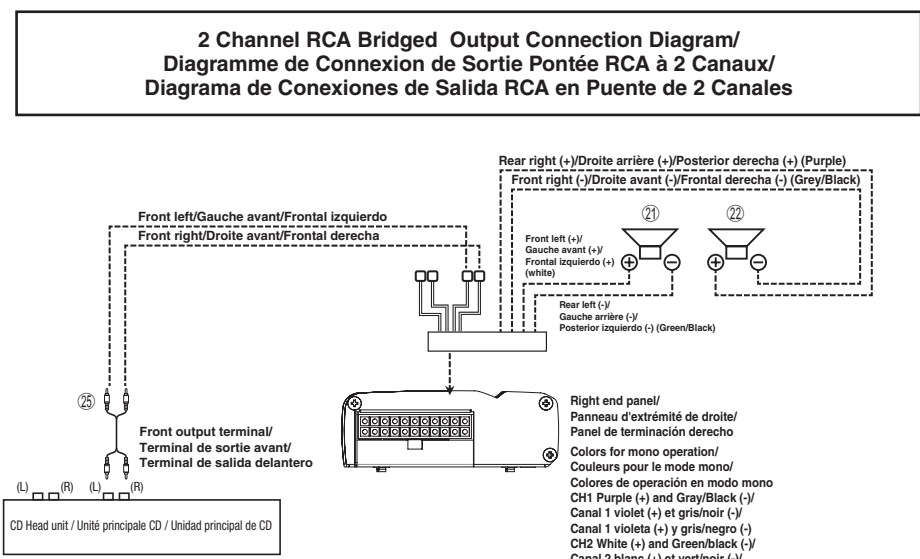 2 Channel RCA Bridged Output Connection Diagram/
Diagramme de Connexion de Sortie Pontée RCA à 2 Canaux/
Diagrama de Conexiones de Salida RCA en Puente de 2 Canales
Rear right (+)/Droite arrière (+)/Posterior derecha (+) (Purple)
Front right (-)/Droite avant (-)/Frontal derecha (-) (Grey/Black)
Front left/Gauche avant/Frontal izquierdo
Front right/Droite avant/Frontal derecha
21
22
Front left (+)/
Gauche avant (+)/
Frontal izquierdo (+)
(white)
+ − + −
Rear left (-)/
Gauche arrière (-)/
Posterior izquierdo (-) (Green/Black)
25
Front output terminal/
Terminal de sortie avant/
Terminal de salida delantero
(L) (R) (L) (R)
CD Head unit / Unité principale CD / Unidad principal de CD
Right end panel/
Panneau d'extrémité de droite/
Panel de terminación derecho
Colors for mono operation/
Couleurs pour le mode mono/
Colores de operación en modo mono
CH1 Purple (+) and Gray/Black (-)/
Canal 1 violet (+) et gris/noir (-)/
Canal 1 violeta (+) y gris/negro (-)
CH2 White (+) and Green/black (-)/
Canal 2 blanc (+) et vert/noir (-)/